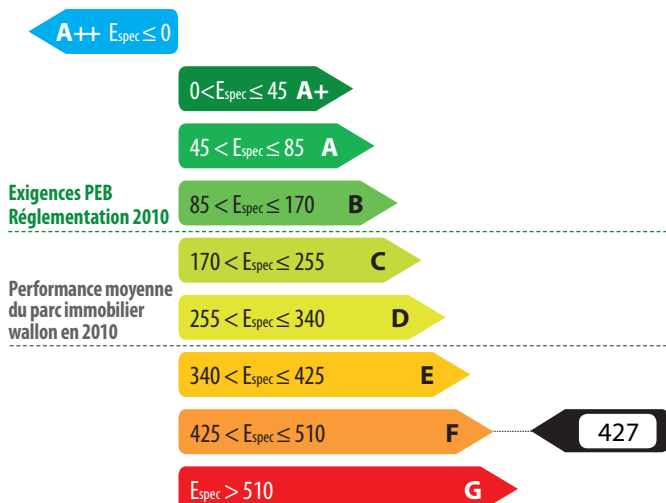 A++ Espec ≤ 0
0<Espec ≤ 45 A+
45 < Espec ≤ 85 A
Exigences PEB
Réglementation 2010
85 < Espec ≤ 170 B
170 < Espec ≤ 255 C
Performance moyenne
du parc immobilier
wallon en 2010
255 < Espec ≤ 340 D
340 < Espec ≤ 425 E
425 < Espec ≤ 510 F
427
Espec > 510 G